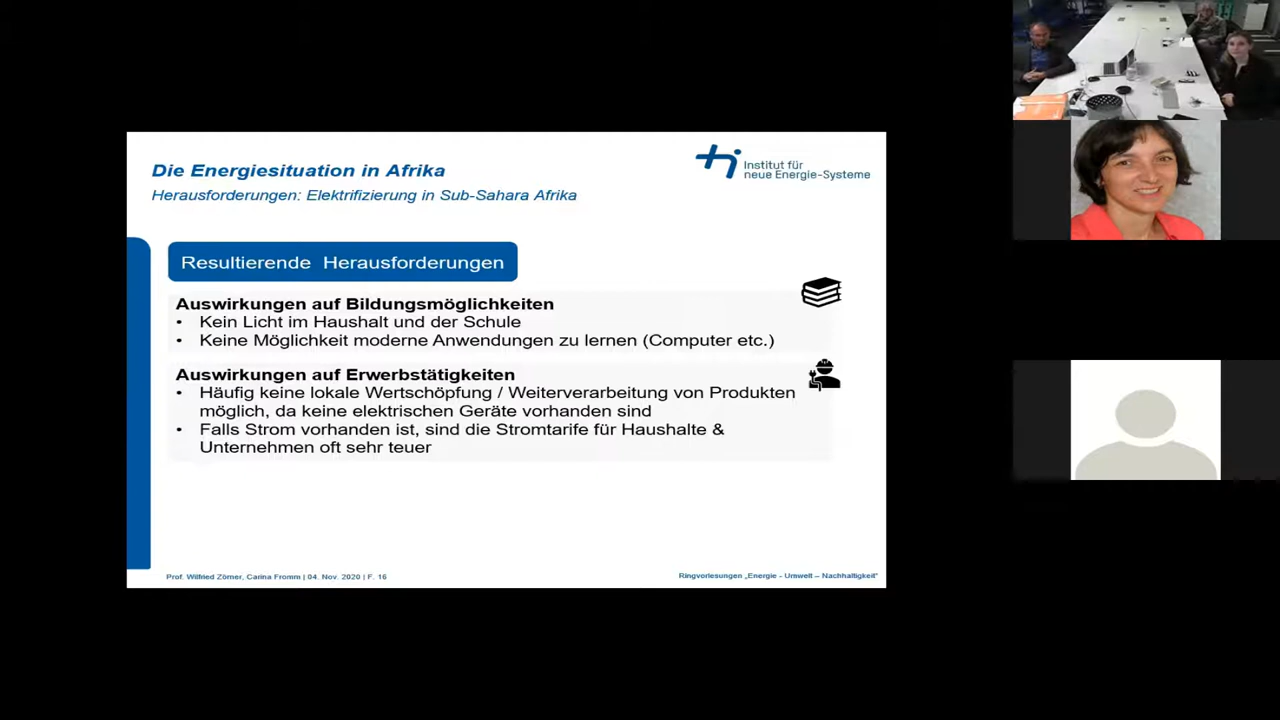 Die Energiesituation in Afrika
Herausforderungen: Elektrifizierung in Sub-Sahara Afrika
Institut für
neue Energie-Systeme
Resultierende Herausforderungen
Auswirkungen auf Bildungsmöglichkeiten
• Kein Licht im Haushalt und der Schule
• Keine Möglichkeit moderne Anwendungen zu lernen (Computer etc.)
Auswirkungen auf Erwerbstätigkeiten
• Häufig keine lokale Wertschöpfung / Weiterverarbeitung von Produkten
möglich, da keine elektrischen Geräte vorhanden sind
• Falls Strom vorhanden ist, sind die Stromtarife für Haushalte &
Unternehmen oft sehr teuer
Prof. Wilfried Zörner, Carina Fromm | 04. Nov. 2020 | F. 16
Ringvorlesungen „Energie - Umwelt – Nachhaltigkeit"